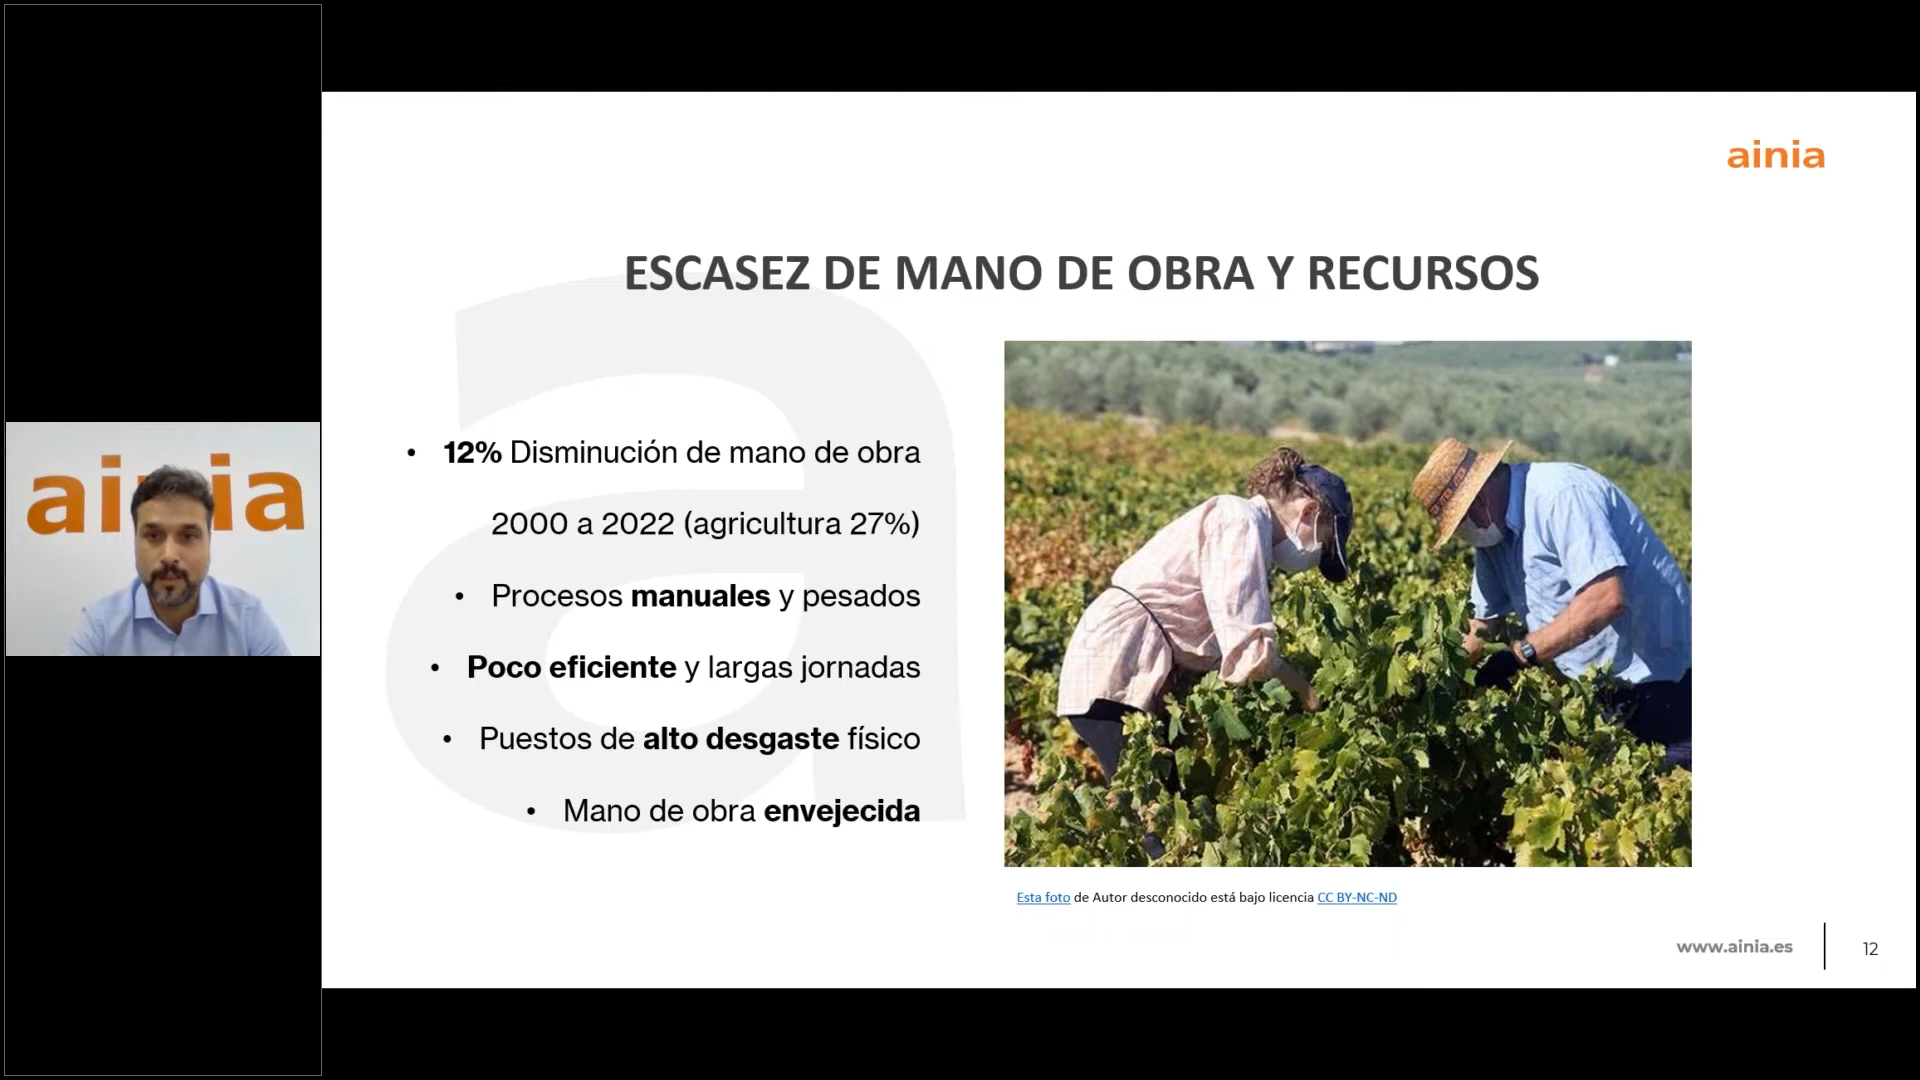 ainia
ainia
ESCASEZ DE MANO DE OBRA Y RECURSOS
• 12% Disminución de mano de obra
2000 a 2022 (agricultura 27%)
• Procesos manuales y pesados
• Poco eficiente y largas jornadas
• Puestos de alto desgaste físico
• Mano de obra envejecida
Esta foto de Autor desconocido está bajo licencia CC BY-NC-ND
www.ainia.es
12